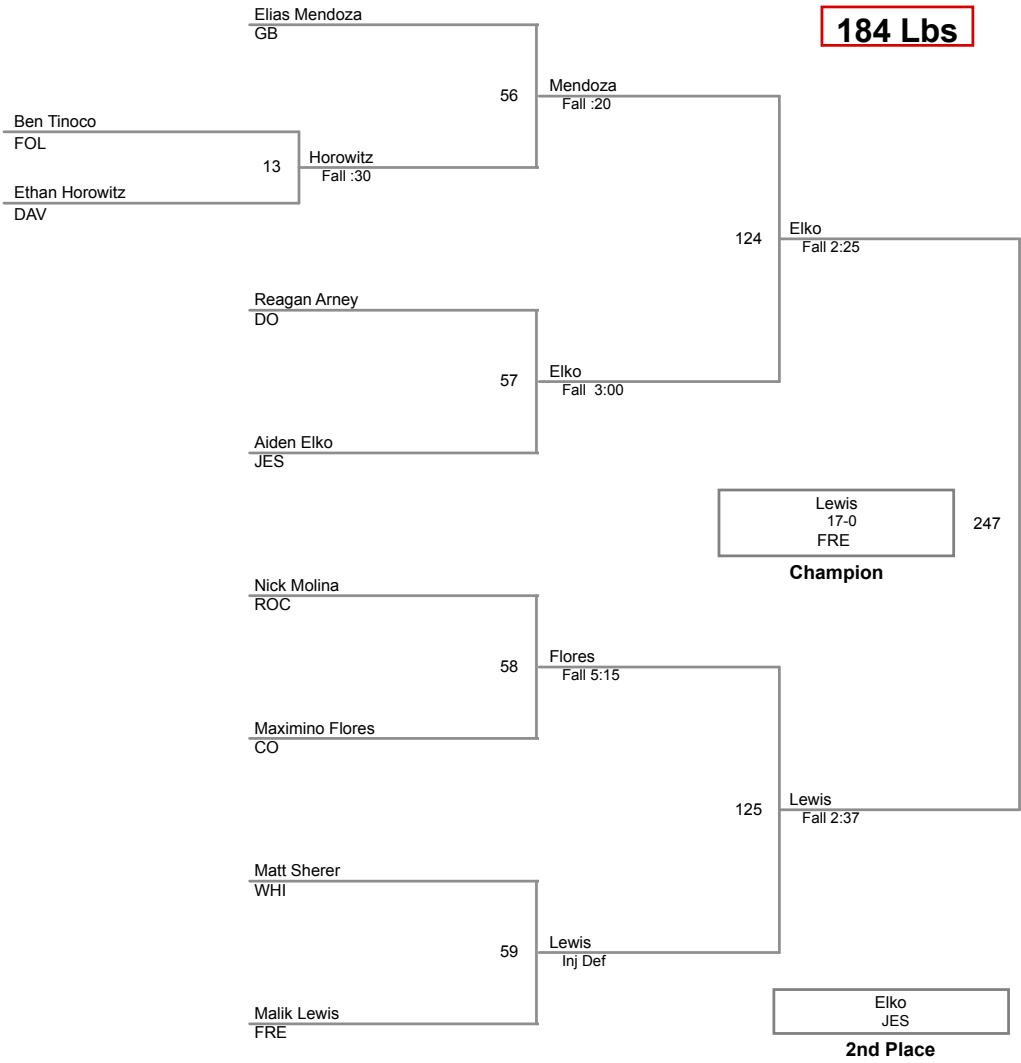 184 Lbs
Elias Mendoza
GB
56
Mendoza
Fall :20
Ben Tinoco
FOL
13
Horowitz
Fall :30
Ethan Horowitz
DAV
124
Elko
Fall 2:25
Reagan Arney
DO
57
Elko
Fall 3:00
Aiden Elko
JES
Lewis
17-0
FRE
247
Champion
Nick Molina
ROC
58
Flores
Fall 5:15
Maximino Flores
CO
125
Lewis
Fall 2:37
Matt Sherer
WHI
59
Lewis
Inj Def
Malik Lewis
FRE
Elko
JES
2nd Place